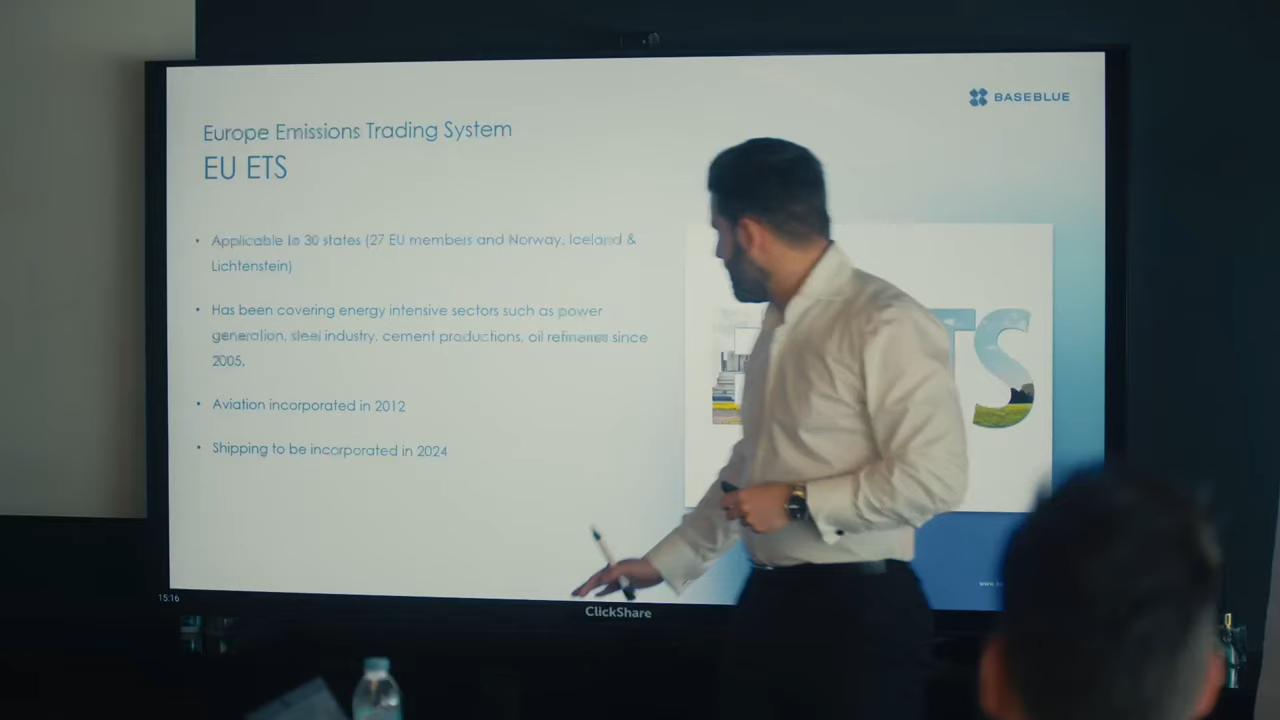 BASEBLUE
Europe Emissions Trading System
EU ETS
• Applicable to 30 states (27 EU members and Norway, Iceland &
Lichtenstein)
• Has been covering energy intensive sectors such as power
generation, steel industry, cement productions, oil refineries since
2005.
• Aviation incorporated in 2012
• Shipping to be incorporated in 2024
TS
www.
15:16
ClickShare